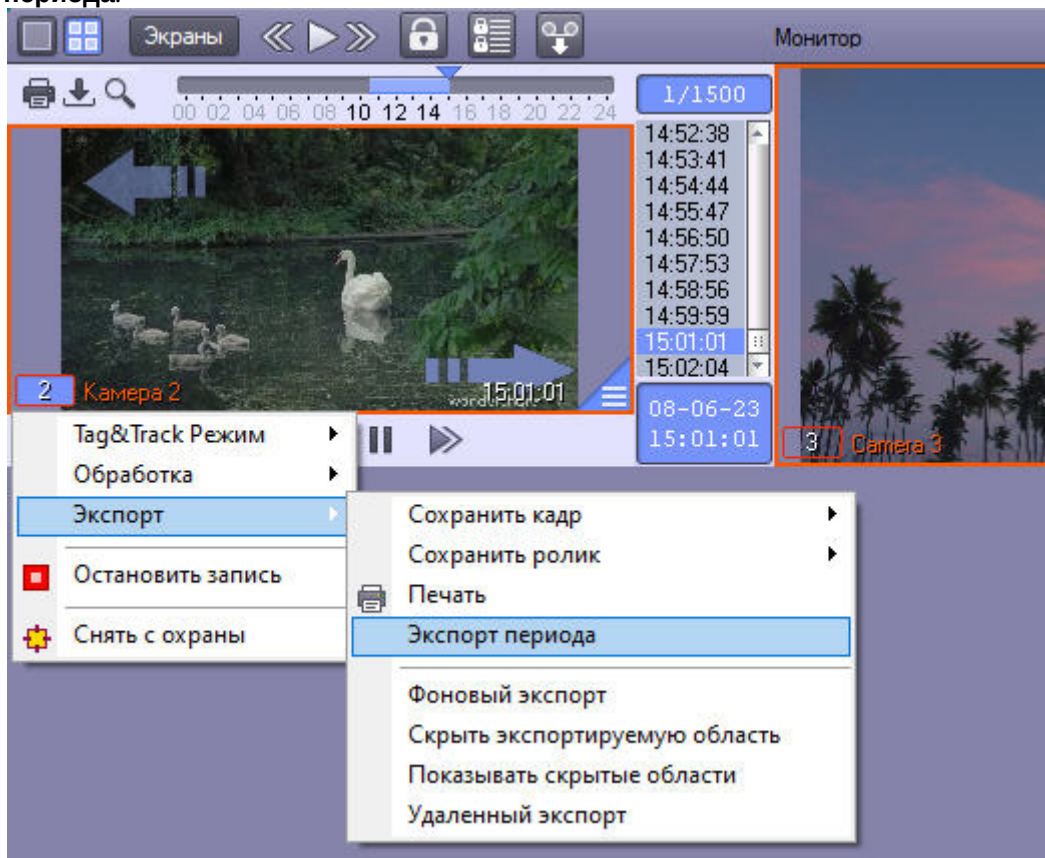 периода.
Экраны
Монитор
00 02 04 06 08 10 12 14 16 18 20 22 24
1/1500
14:52:38
14:53:41
14:54:44
14:55:47
14:56:50
14:57:53
14:58:56
14:59:59
15:01:01
15:02:04
2 Камера 2
15:01:01
08-06-23
15:01:01
3 Camera 3
Tag&Track Режим
Обработка
Экспорт
Остановить запись
Снять с охраны
Сохранить кадр
Сохранить ролик
Печать
Экспорт периода
Фоновый экспорт
Скрыть экспортируемую область
Показывать скрытые области
Удаленный экспорт